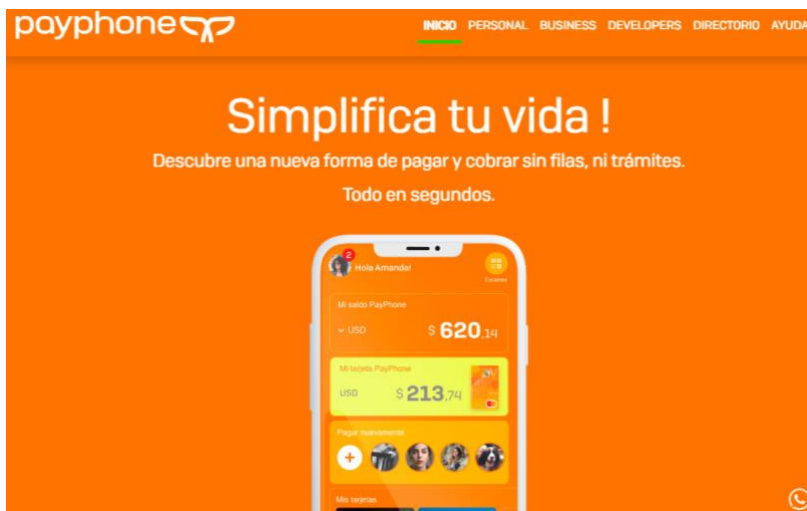 payphone
INICIO PERSONAL BUSINESS DEVELOPERS DIRECTORIO AYUDA
Simplifica tu vida !
Descubre una nueva forma de pagar y cobrar sin filas, ni trámites.
Todo en segundos.
2
Hola Amanda!
Mi saldo PayPhone
USD $ 620,14
Mi tarjeta PayPhone
USD $ 213,74
Pagar nuevamente
Mis tarjetas